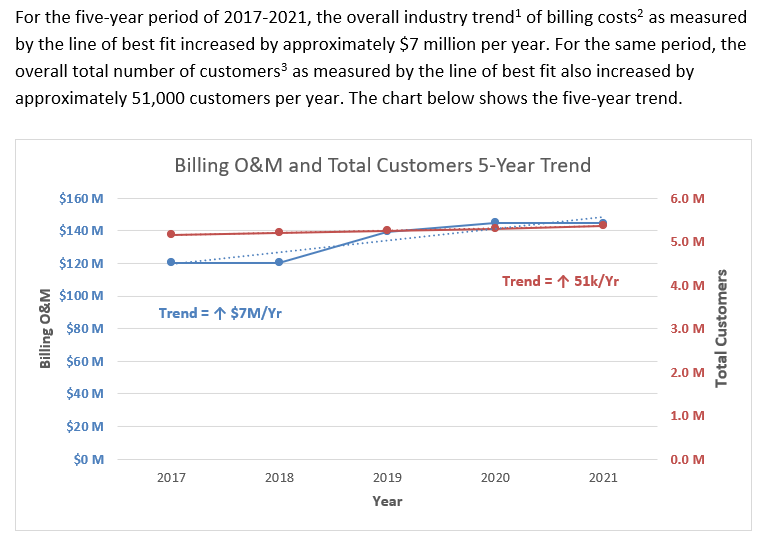 For the five-year period of 2017-2021, the overall industry trend¹ of billing costs² as measured
by the line of best fit increased by approximately $7 million per year. For the same period, the
overall total number of customers³ as measured by the line of best fit also increased by
approximately 51,000 customers per year. The chart below shows the five-year trend.
Billing O&M and Total Customers 5-Year Trend
$160 M
$140 M
$120 M
$100 M
$80 M
$60 M
$40 M
$20 M
$0 M
Billing O&M
Trend = ↑ $7M/Yr
Trend = ↑ 51k/Yr
6.0 M
5.0 M
4.0 M
3.0 M
2.0 M
1.0 M
0.0 M
Total Customers
2017 2018 2019 2020 2021
Year